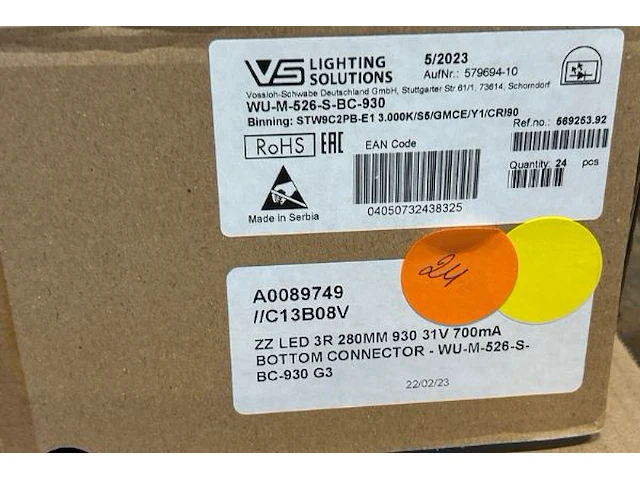 VS LIGHTING SOLUTIONS
5/2023
AufNr.: 579694-10
Vossloh-Schwabe Deutschland GmbH, Stuttgarter Str.61/1, 73614, Schorndorf
WU-M-526-S-BC-930
Binning: STW9C2PB-E1 3.000K/S5/GMCE/Y1/CRI90
RoHS EAC
EAN Code
04050732438325
Ref.no.: 569253.92
Quantity: 24 pcs
Made in Serbia
24
A0089749
//C13B08V
ZZ LED 3R 280MM 930 31V 700mA
BOTTOM CONNECTOR - WU-M-526-S-
BC-930 G3
22/02/23